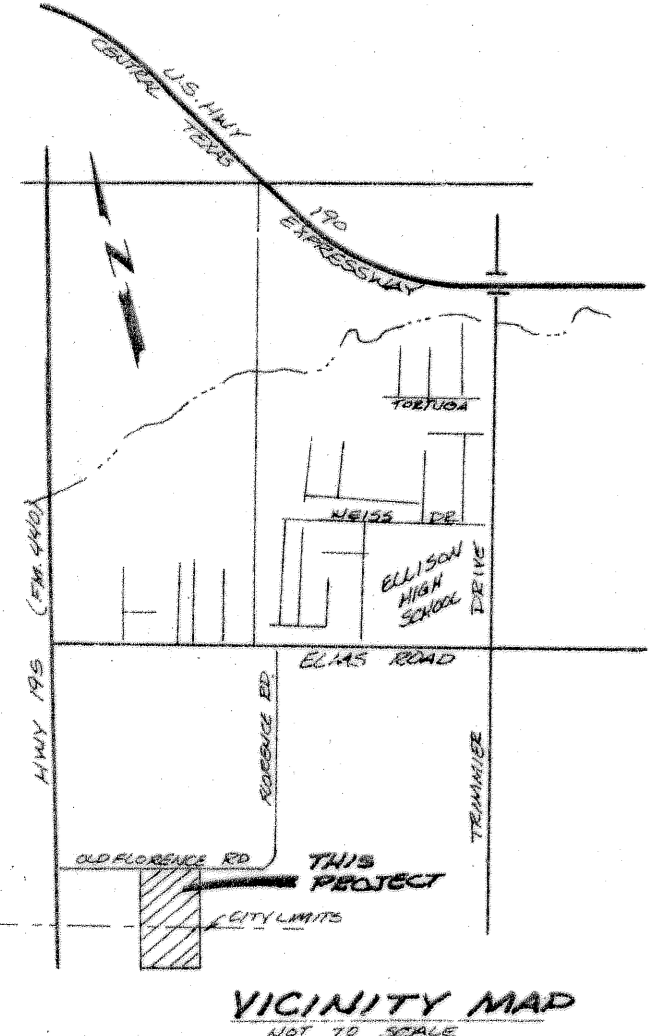 U.S. HWY
CENTRAL TEXAS
190
EXPRESSWAY
N
TORTUGA
(F.M. 440)
HEISS DR
ELLISON
HIGH
SCHOOL
DRIVE
ELMS ROAD
HWY 195
FLORENCE RD
TRIMMIER
OLD FLORENCE RD
THIS
PROJECT
CITY LIMITS
VICINITY MAP
NOT TO SCALE